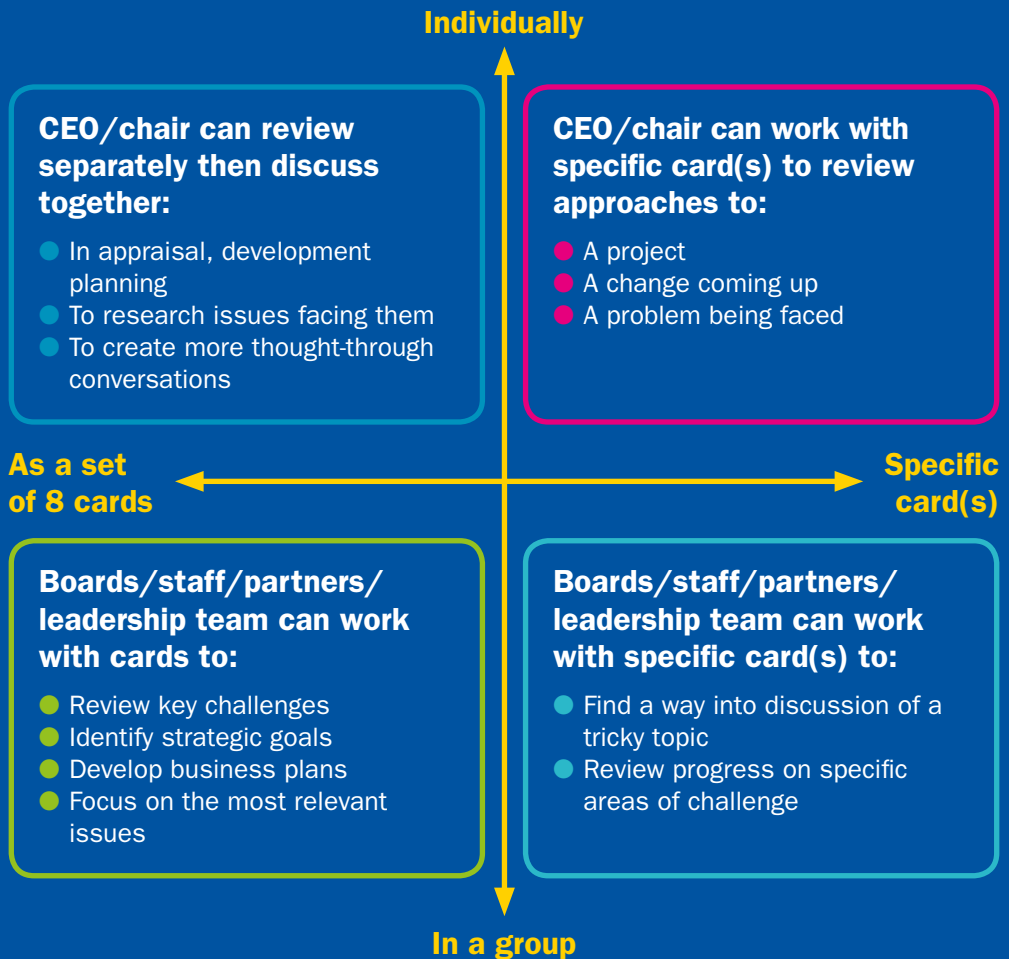 Individually
CEO/chair can review
separately then discuss
together:
In appraisal, development
planning
To research issues facing them
To create more thought-through
conversations
CEO/chair can work with
specific card(s) to review
approaches to:
A project
A change coming up
A problem being faced
As a set
of 8 cards
Specific
card(s)
Boards/staff/partners/
leadership team can work
with cards to:
Review key challenges
Identify strategic goals
Develop business plans
Focus on the most relevant
issues
Boards/staff/partners/
leadership team can work
with specific card(s) to:
Find a way into discussion of a
tricky topic
Review progress on specific
areas of challenge
In a group